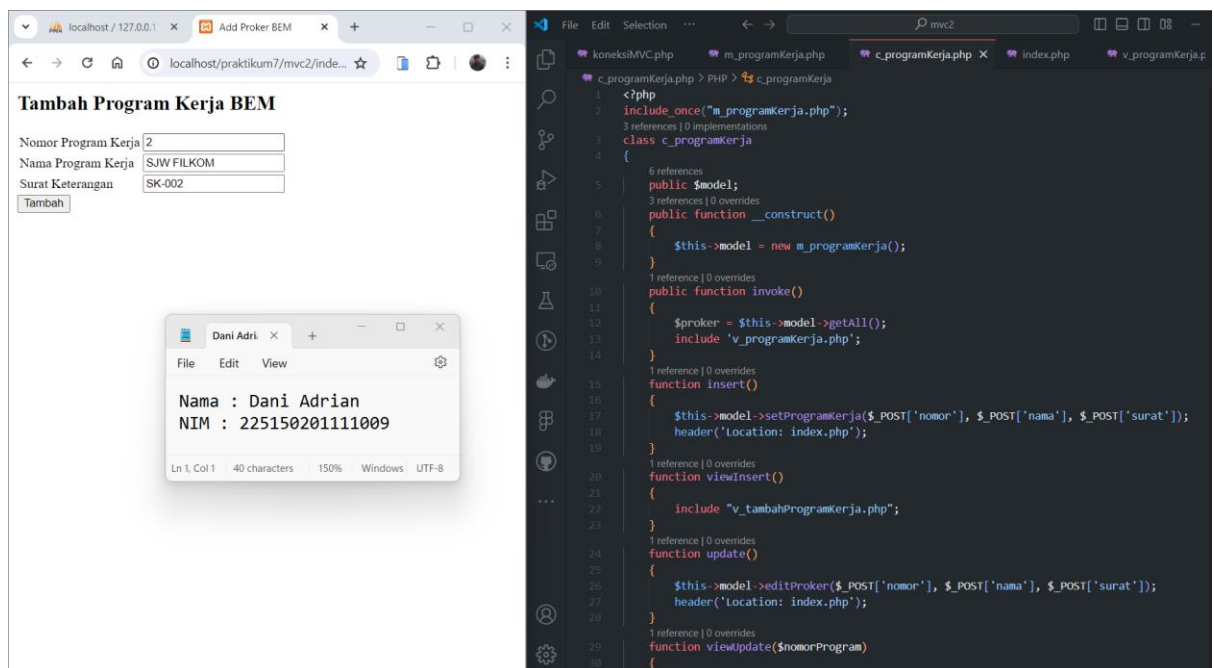 localhost / 127.0.0.1
Add Proker BEM
localhost/praktikum7/mvc2/inde...
Tambah Program Kerja BEM
Nomor Program Kerja 2
Nama Program Kerja SJW FILKOM
Surat Keterangan SK-002
Tambah
Dani Adri
File Edit View
Nama : Dani Adrian
NIM : 225150201111009
Ln 1, Col 1 40 characters 150% Windows UTF-8
File Edit Selection ... mvc2
koneksiMVC.php m_programKerja.php c_programKerja.php index.php v_programKerja.p
c_programKerja.php > PHP > c_programKerja
1 <?php
2 include_once("m_programKerja.php");
3 references | 0 implementations
3 class c_programKerja
4 {
6 references
5 public $model;
3 references | 0 overrides
6 public function __construct()
7 {
8 $this->model = new m_programKerja();
9 }
1 reference | 0 overrides
10 public function invoke()
11 {
12 $proker = $this->model->getAll();
13 include 'v_programKerja.php';
14 }
1 reference | 0 overrides
15 function insert()
16 {
17 $this->model->setProgramKerja($_POST['nomor'], $_POST['nama'], $_POST['surat']);
18 header('Location: index.php');
19 }
1 reference | 0 overrides
20 function viewInsert()
21 {
22 include "v_tambahProgramKerja.php";
23 }
1 reference | 0 overrides
24 function update()
25 {
26 $this->model->editProker($_POST['nomor'], $_POST['nama'], $_POST['surat']);
27 header('Location: index.php');
28 }
1 reference | 0 overrides
29 function viewUpdate($nomorProgram)
30 {